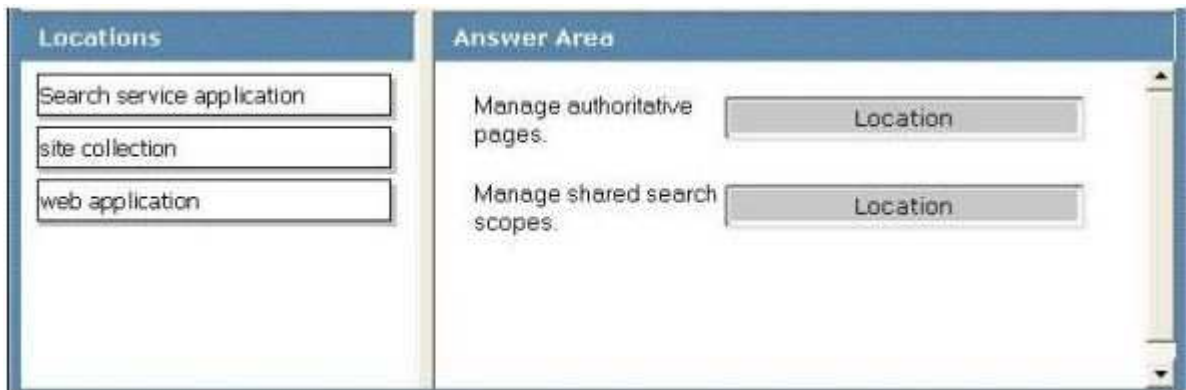 Locations
Search service application
site collection
web application
Answer Area
Manage authoritative
pages.
Location
Manage shared search
scopes.
Location